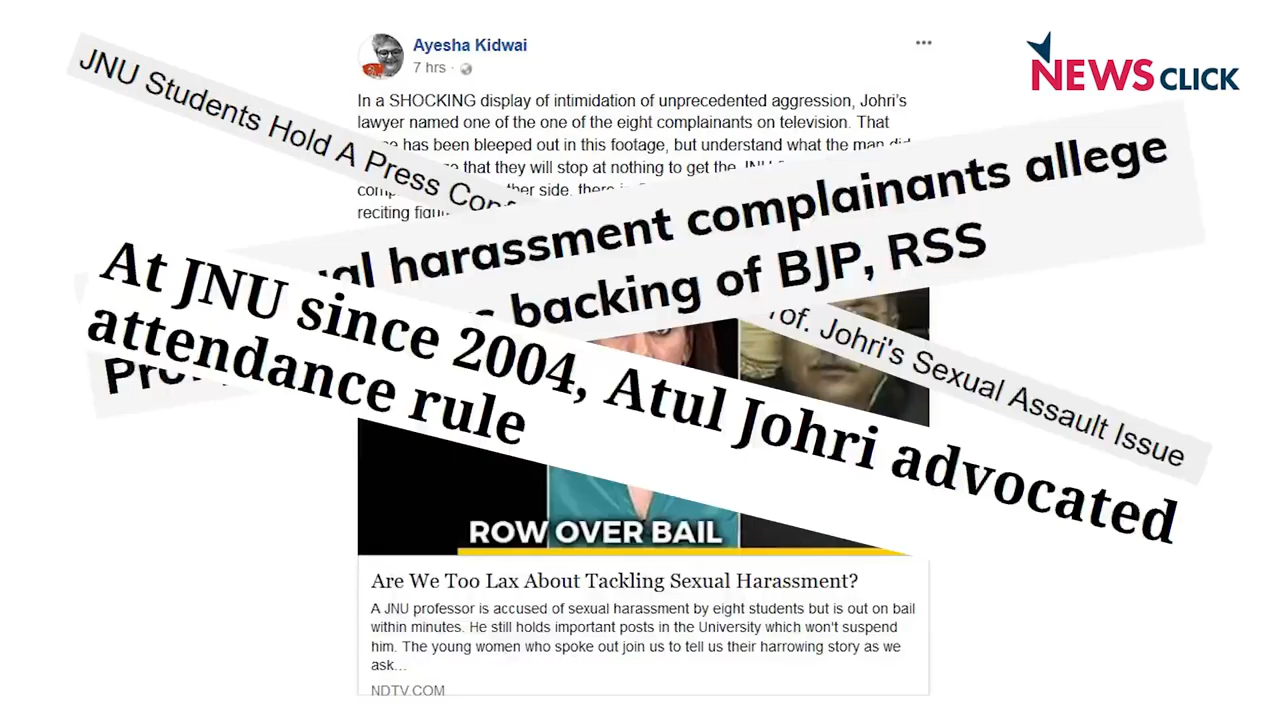 Ayesha Kidwai
7 hrs
NEWS CLICK
In a SHOCKING display of intimidation of unprecedented aggression, Johri's
lawyer named one of the one of the eight complainants on television. That
has been bleeped out in this footage, but understand what the man
that they will stop at nothing to get the
side, there
reciting
JNU Students Hold A Press
harassment complainants allege
backing of BJP, RSS
At JNU since 2004, Atul Johri advocated
attendance rule
Johri's Sexual Assault Issue
ROW OVER BAIL
Are We Too Lax About Tackling Sexual Harassment?
A JNU professor is accused of sexual harassment by eight students but is out on bail
within minutes. He still holds important posts in the University which won't suspend
him. The young women who spoke out join us to tell us their harrowing story as we
ask...
NDTV.COM